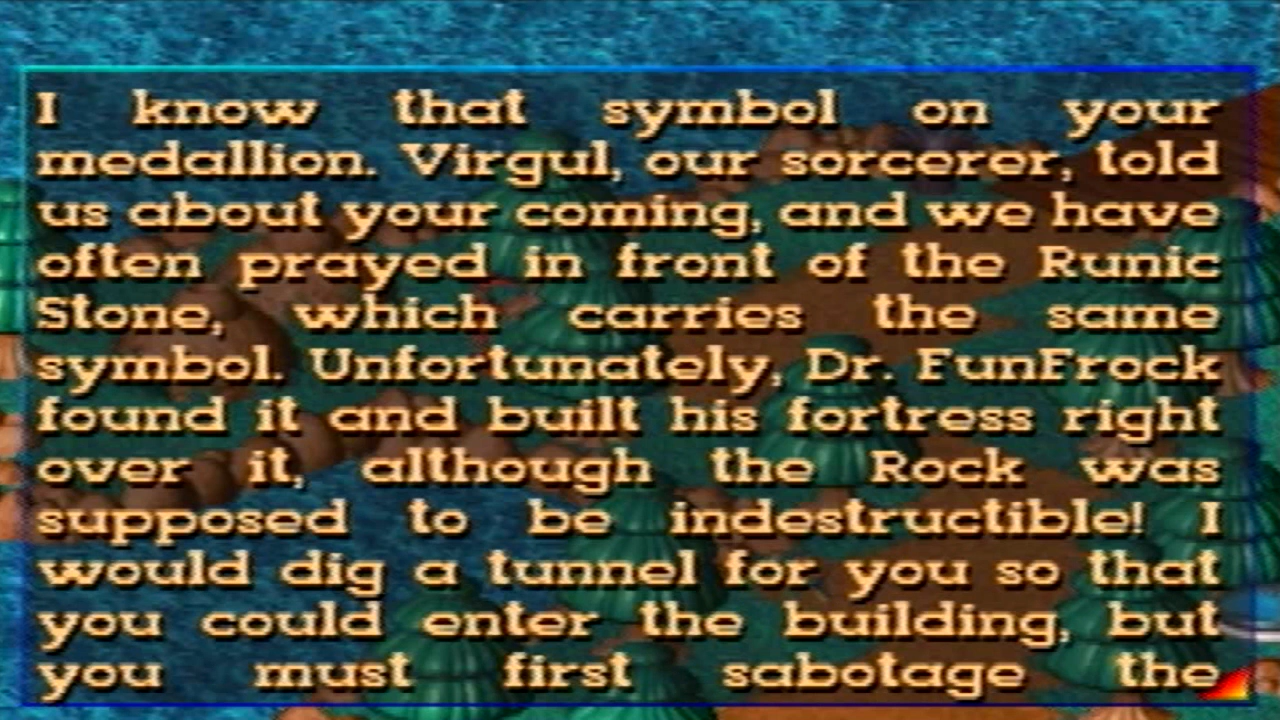 I know that symbol on your
medallion. Virgul, our sorcerer, told
us about your coming, and we have
often prayed in front of the Runic
Stone, which carries the same
symbol. Unfortunately, Dr. FunFrock
found it and built his fortress right
over it, although the Rock was
supposed to be indestructible! I
would dig a tunnel for you so that
you could enter the building, but
you must first sabotage the